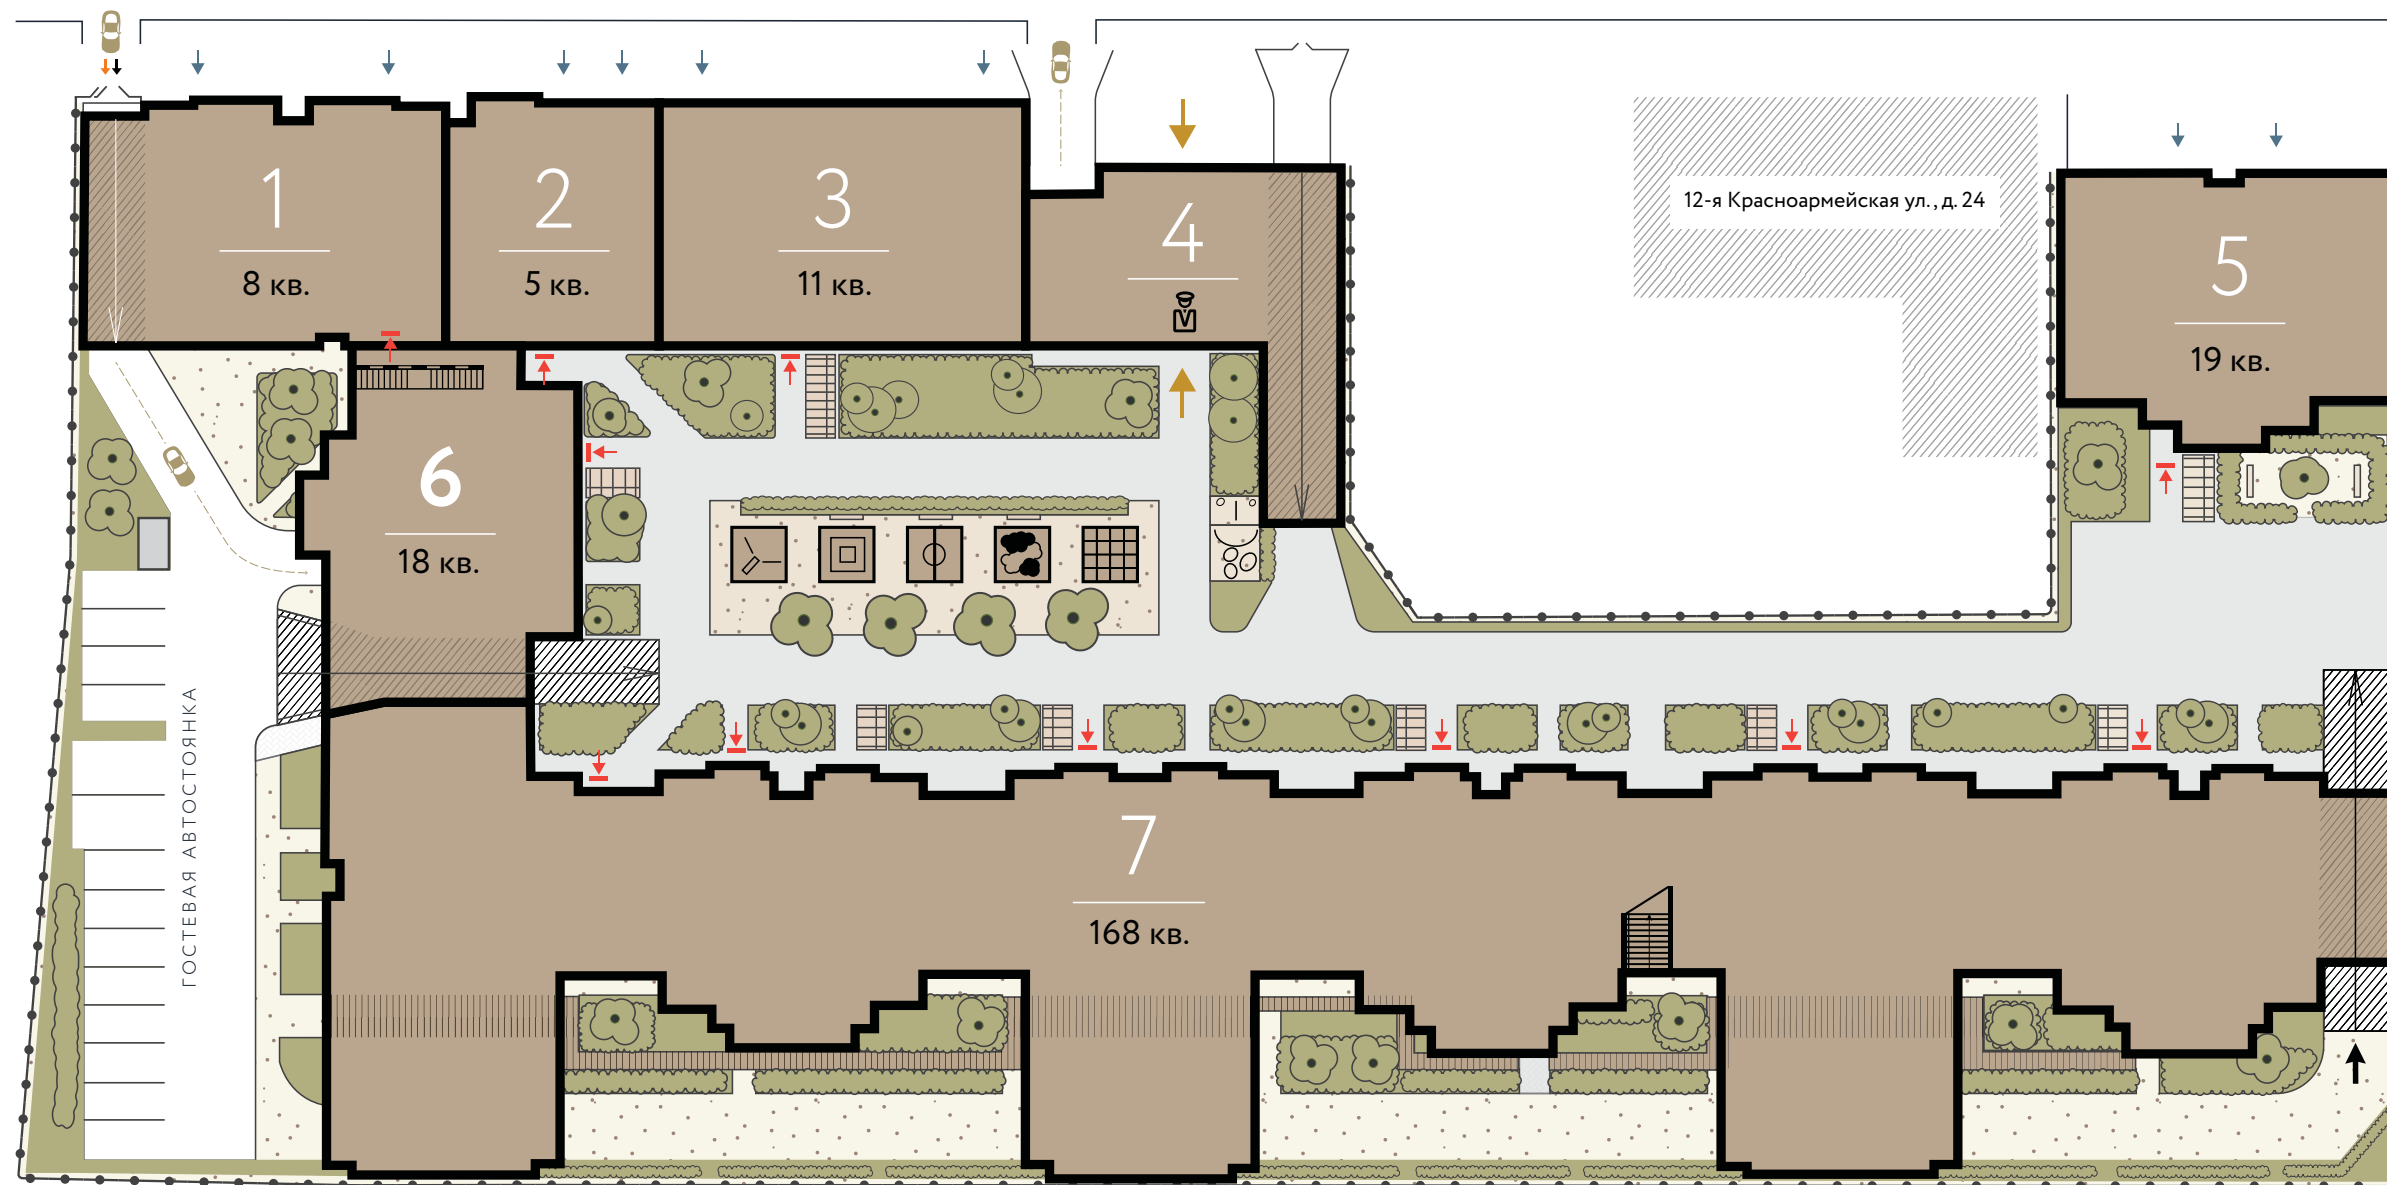 1
8 кв.
2
5 кв.
3
11 кв.
4
12-я Красноармейская ул., д. 24
5
19 кв.
6
18 кв.
ГОСТЕВАЯ АВТОСТОЯНКА
7
168 кв.